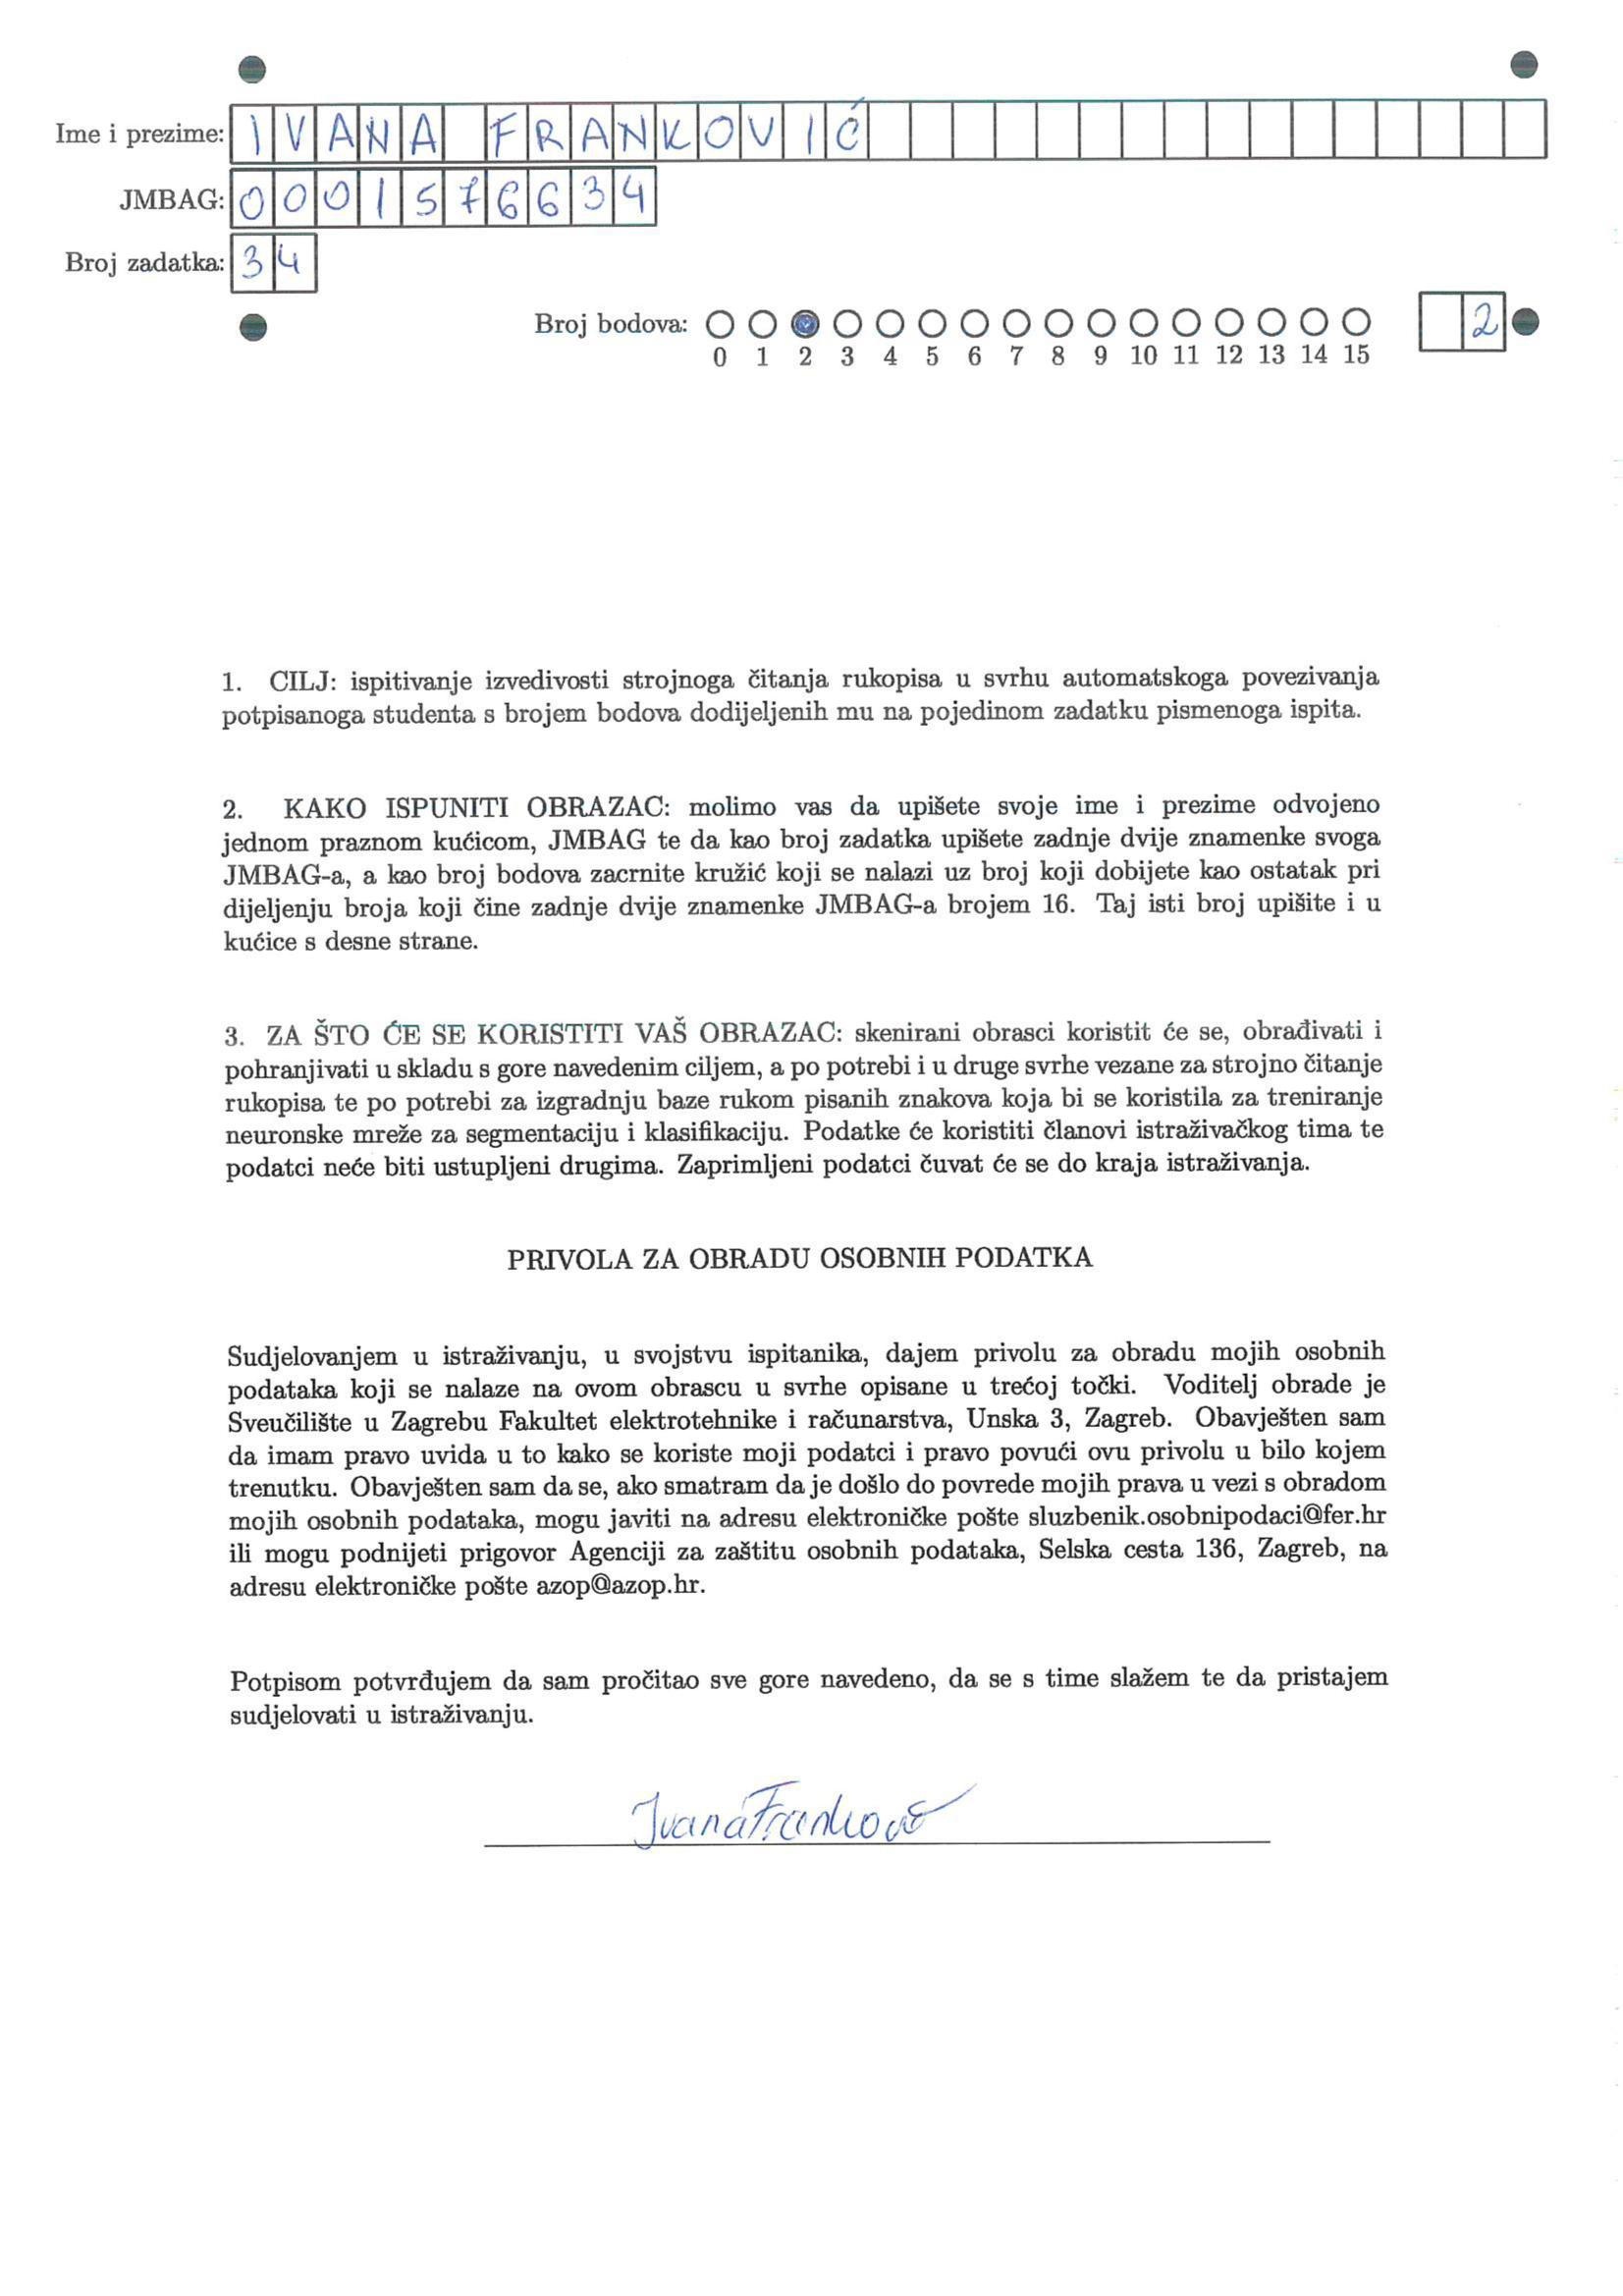 Ime i prezime: IVANA FRANKOVIĆ
JMBAG: 0001576634
Broj zadatka: 34
Broj bodova: 2
0 1 2 3 4 5 6 7 8 9 10 11 12 13 14 15
1. CILJ: ispitivanje izvedivosti strojnoga čitanja rukopisa u svrhu automatskoga povezivanja
potpisanoga studenta s brojem bodova dodijeljenih mu na pojedinom zadatku pismenoga ispita.
2. KAKO ISPUNITI OBRAZAC: molimo vas da upišete svoje ime i prezime odvojeno
jednom praznom kućicom, JMBAG te da kao broj zadatka upišete zadnje dvije znamenke svoga
JMBAG-a, a kao broj bodova zacrnite kružić koji se nalazi uz broj koji dobijete kao ostatak pri
dijeljenju broja koji čine zadnje dvije znamenke JMBAG-a brojem 16. Taj isti broj upišite i u
kućice s desne strane.
3. ZA ŠTO ĆE SE KORISTITI VAŠ OBRAZAC: skenirani obrasci koristit će se, obrađivati i
pohranjivati u skladu s gore navedenim ciljem, a po potrebi i u druge svrhe vezane za strojno čitanje
rukopisa te po potrebi za izgradnju baze rukom pisanih znakova koja bi se koristila za treniranje
neuronske mreže za segmentaciju i klasifikaciju. Podatke će koristiti članovi istraživačkog tima te
podatci neće biti ustupljeni drugima. Zaprimljeni podatci čuvat će se do kraja istraživanja.
PRIVOLA ZA OBRADU OSOBNIH PODATKA
Sudjelovanjem u istraživanju, u svojstvu ispitanika, dajem privolu za obradu mojih osobnih
podataka koji se nalaze na ovom obrascu u svrhe opisane u trećoj točki. Voditelj obrade je
Sveučilište u Zagrebu Fakultet elektrotehnike i računarstva, Unska 3, Zagreb. Obavješten sam
da imam pravo uvida u to kako se koriste moji podatci i pravo povući ovu privolu u bilo kojem
trenutku. Obavješten sam da se, ako smatram da je došlo do povrede mojih prava u vezi s obradom
mojih osobnih podataka, mogu javiti na adresu elektroničke pošte sluzbenik.osobnipodaci@fer.hr
ili mogu podnijeti prigovor Agenciji za zaštitu osobnih podataka, Selska cesta 136, Zagreb, na
adresu elektroničke pošte azop@azop.hr.
Potpisom potvrđujem da sam pročitao sve gore navedeno, da se s time slažem te da pristajem
sudjelovati u istraživanju.
Ivana Franković